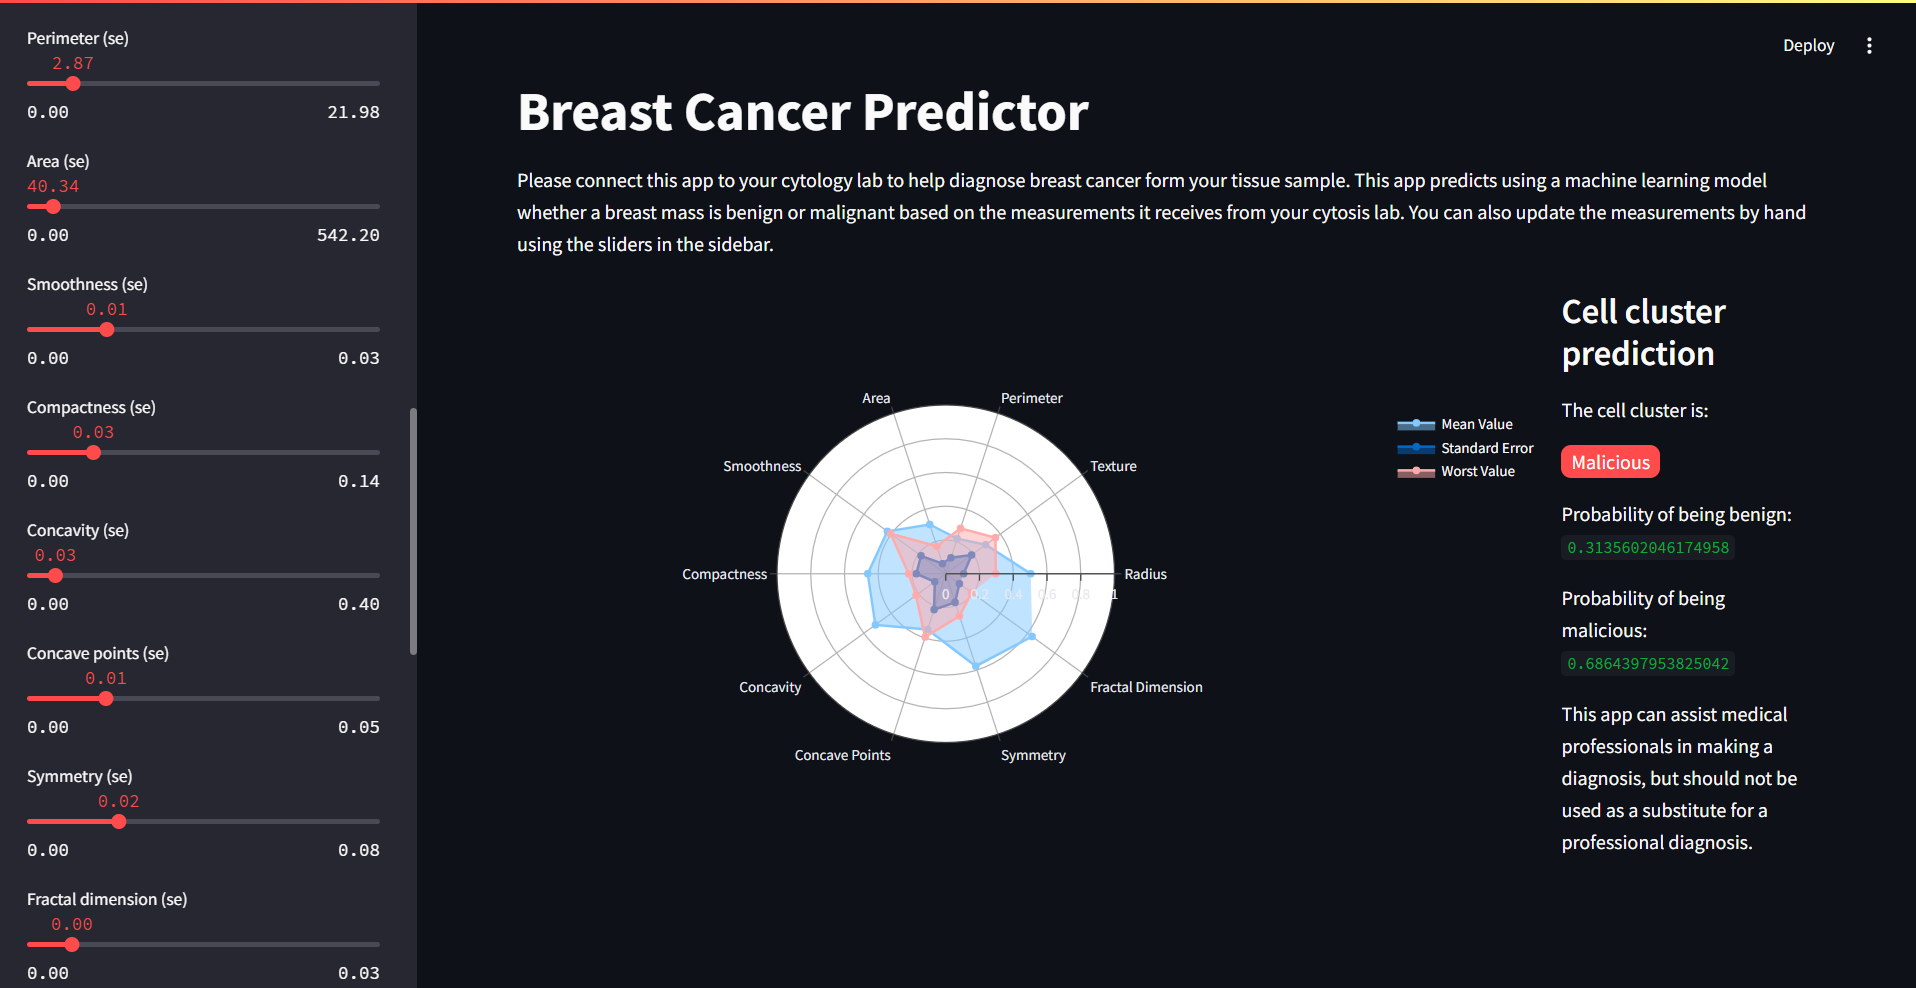 Perimeter (se)
2.87
0.00 21.98
Area (se)
40.34
0.00 542.20
Smoothness (se)
0.01
0.00 0.03
Compactness (se)
0.03
0.00 0.14
Concavity (se)
0.03
0.00 0.40
Concave points (se)
0.01
0.00 0.05
Symmetry (se)
0.02
0.00 0.08
Fractal dimension (se)
0.00
0.00 0.03
Deploy
Breast Cancer Predictor
Please connect this app to your cytology lab to help diagnose breast cancer form your tissue sample. This app predicts using a machine learning model
whether a breast mass is benign or malignant based on the measurements it receives from your cytosis lab. You can also update the measurements by hand
using the sliders in the sidebar.
Area
Perimeter
Smoothness
Texture
Compactness
Radius
0 0.2 0.4 0.6 0.8 1
Concavity
Fractal Dimension
Concave Points
Symmetry
Mean Value
Standard Error
Worst Value
Cell cluster
prediction
The cell cluster is:
Malicious
Probability of being benign:
0.3135602046174958
Probability of being
malicious:
0.6864397953825042
This app can assist medical
professionals in making a
diagnosis, but should not be
used as a substitute for a
professional diagnosis.